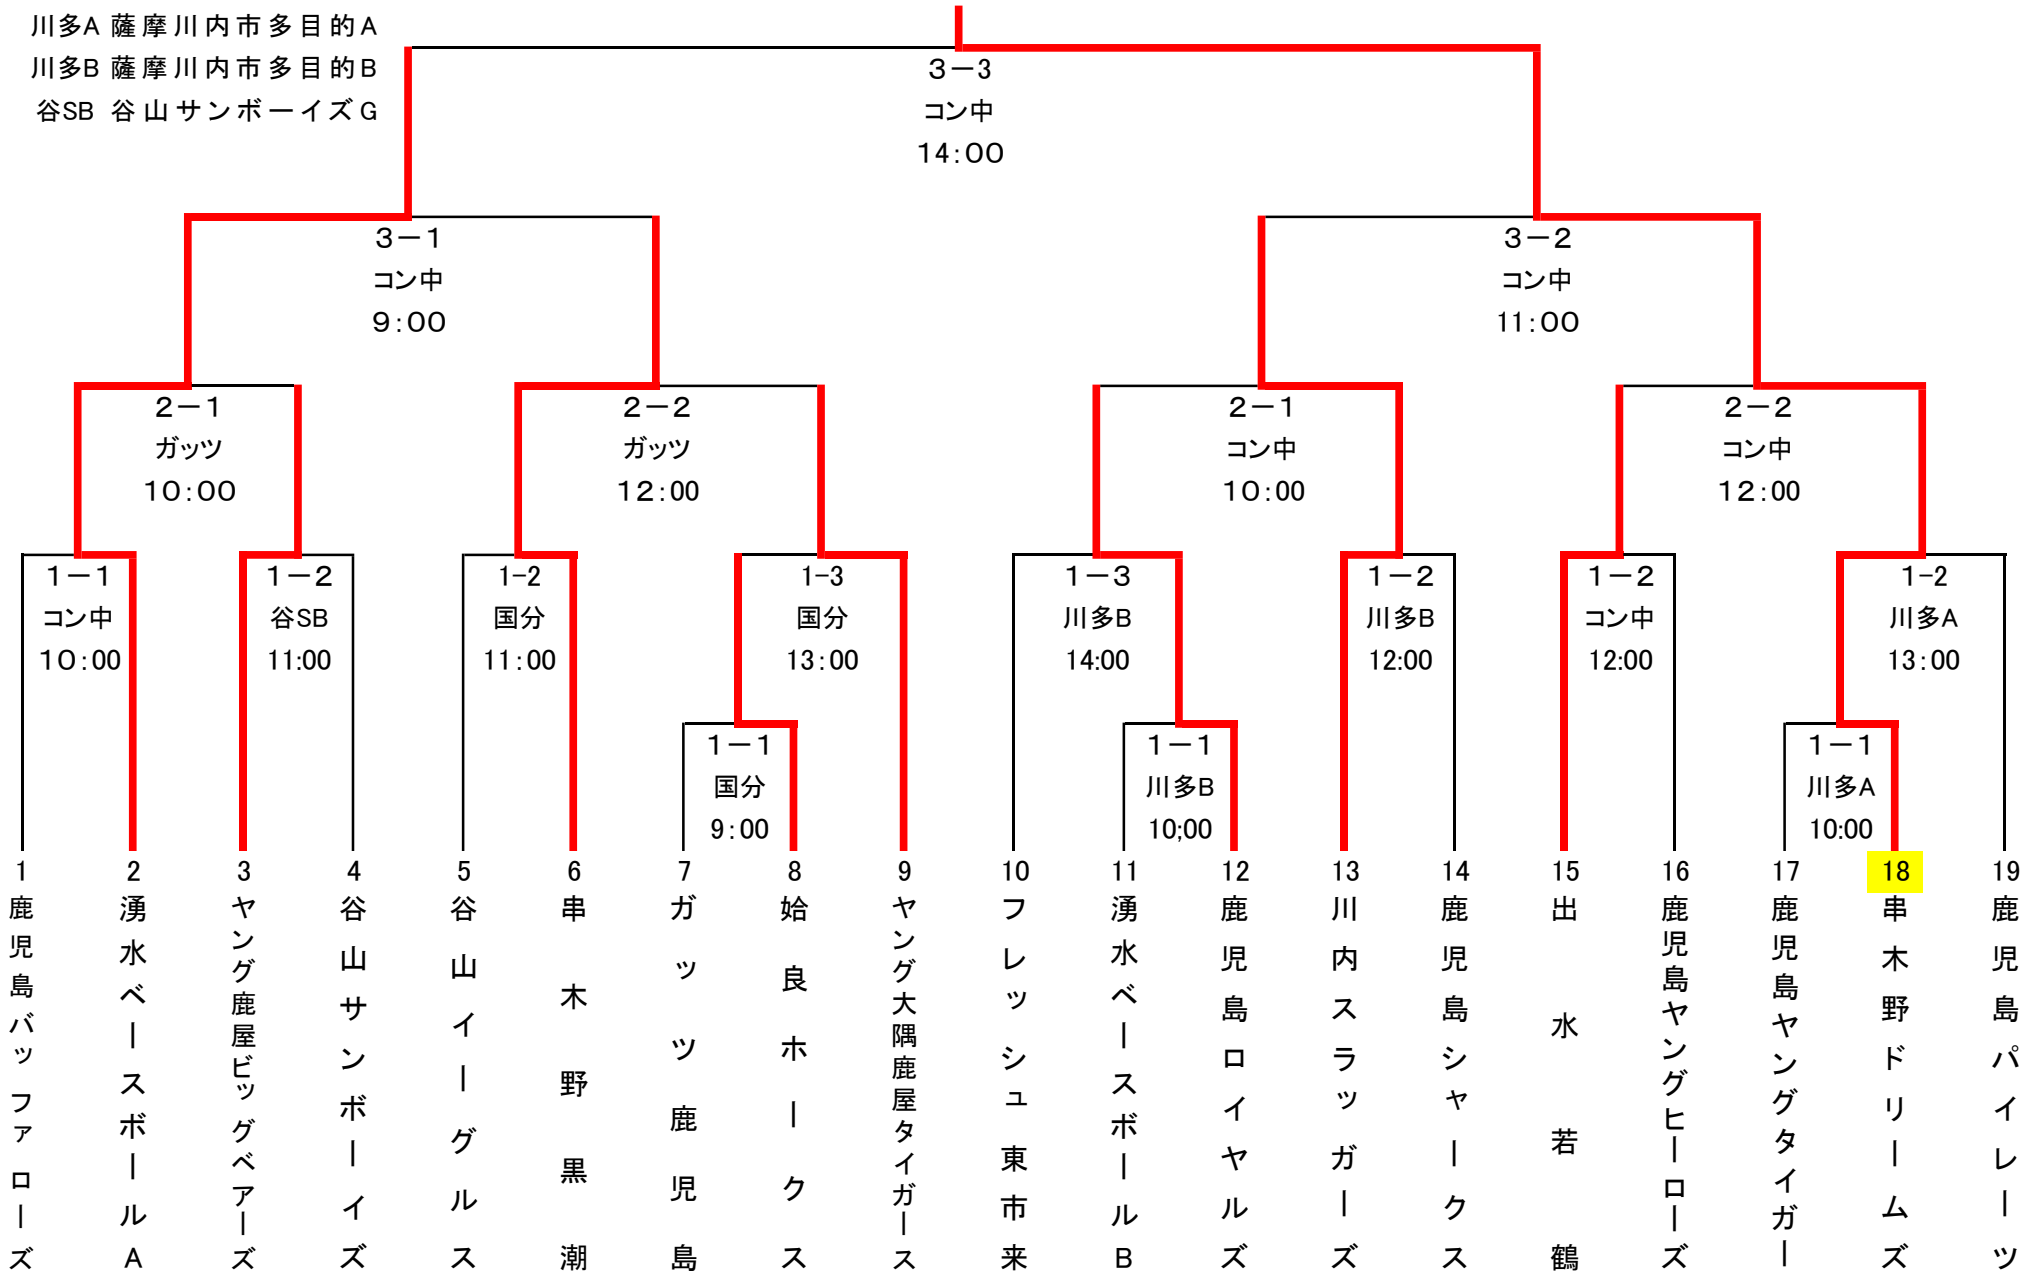 川多A 薩摩川内市多目的A
川多B 薩摩川内市多目的B
谷SB 谷山サンボーイズG
3－3
コン中
14:00
3－1
コン中
9:00
3－2
コン中
11:00
2－1
ガッツ
10:00
2－2
ガッツ
12:00
2－1
コン中
10:00
2－2
コン中
12:00
1－1
コン中
10:00
1－2
谷SB
11:00
1-2
国分
11:00
1-3
国分
13:00
1－3
川多B
14:00
1－2
川多B
12:00
1－2
コン中
12:00
1-2
川多A
13:00
1－1
国分
9:00
1－1
川多B
10;00
1－1
川多A
10:00
1 鹿児島バッファローズ
2 湧水ベースボールA
3 ヤング鹿屋ビッグベアーズ
4 谷山サンボーイズ
5 谷山イーグルス
6 串木野黒潮
7 ガッツ鹿児島
8 姶良ホークス
9 ヤング大隅鹿屋タイガース
10 フレッシュ東市来
11 湧水ベースボールB
12 鹿児島ロイヤルズ
13 川内スラッガーズ
14 鹿児島シャークス
15 出水若鶴
16 鹿児島ヤングヒーローズ
17 鹿児島ヤングタイガー
18 串木野ドリームズ
19 鹿児島パイレーツ